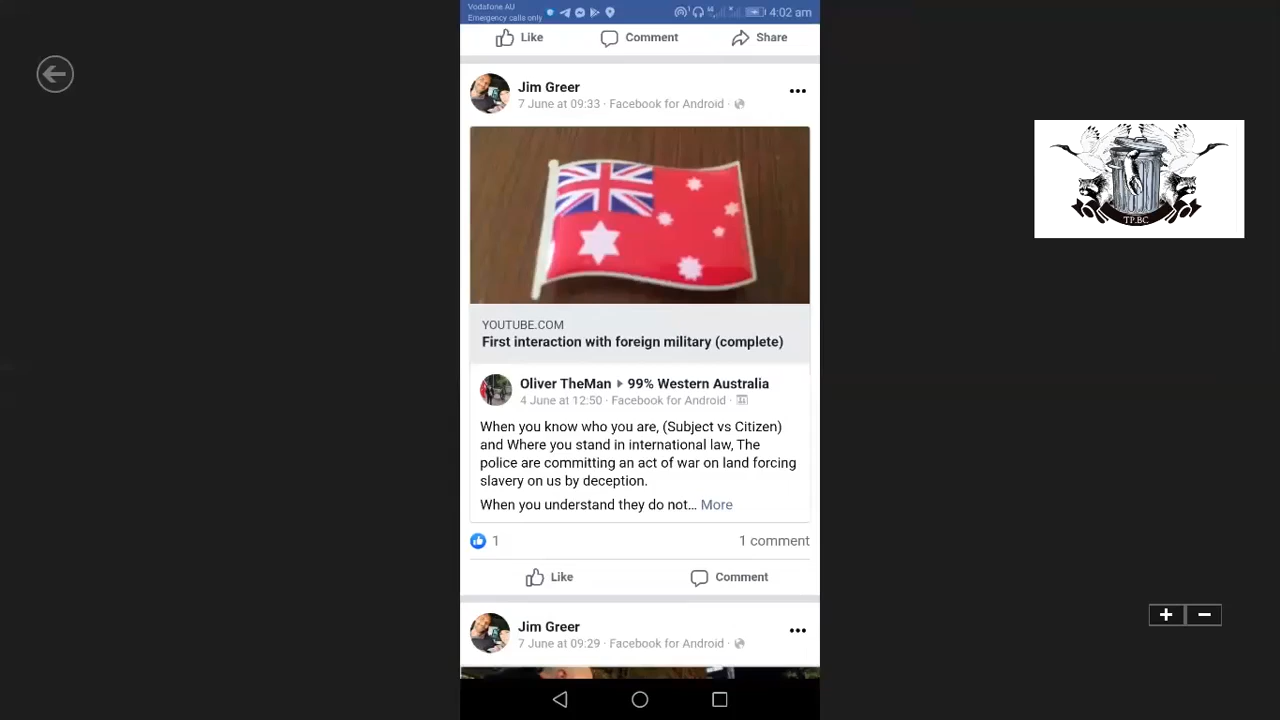 Vodafone AU
Emergency calls only
4:02 am
Like
Comment
Share
Jim Greer
7 June at 09:33 · Facebook for Android ·
YOUTUBE.COM
First interaction with foreign military (complete)
Oliver TheMan ▸ 99% Western Australia
4 June at 12:50 · Facebook for Android ·
When you know who you are, (Subject vs Citizen)
and Where you stand in international law, The
police are committing an act of war on land forcing
slavery on us by deception.
When you understand they do not... More
1
1 comment
Like
Comment
Jim Greer
7 June at 09:29 · Facebook for Android ·
TP.BC